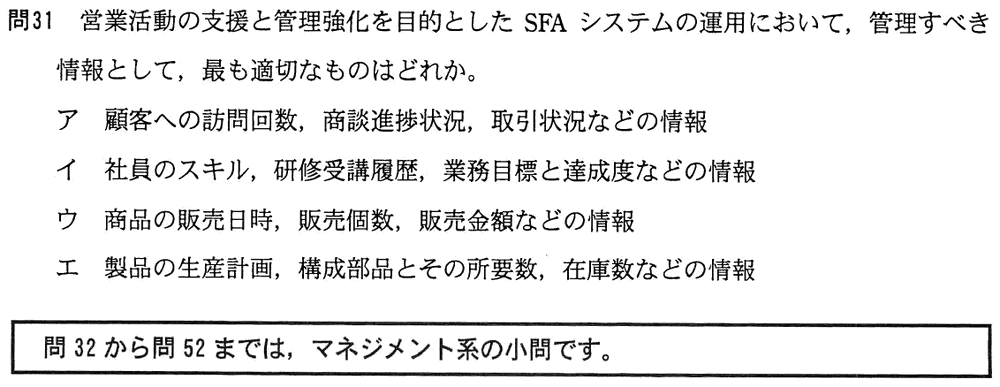 問31 営業活動の支援と管理強化を目的とした SFA システムの運用において，管理すべき
情報として，最も適切なものはどれか。
ア 顧客への訪問回数，商談進捗状況，取引状況などの情報
イ 社員のスキル，研修受講履歴，業務目標と達成度などの情報
ウ 商品の販売日時，販売個数，販売金額などの情報
エ 製品の生産計画，構成部品とその所要数，在庫数などの情報
問 32 から問 52 までは，マネジメント系の小問です。